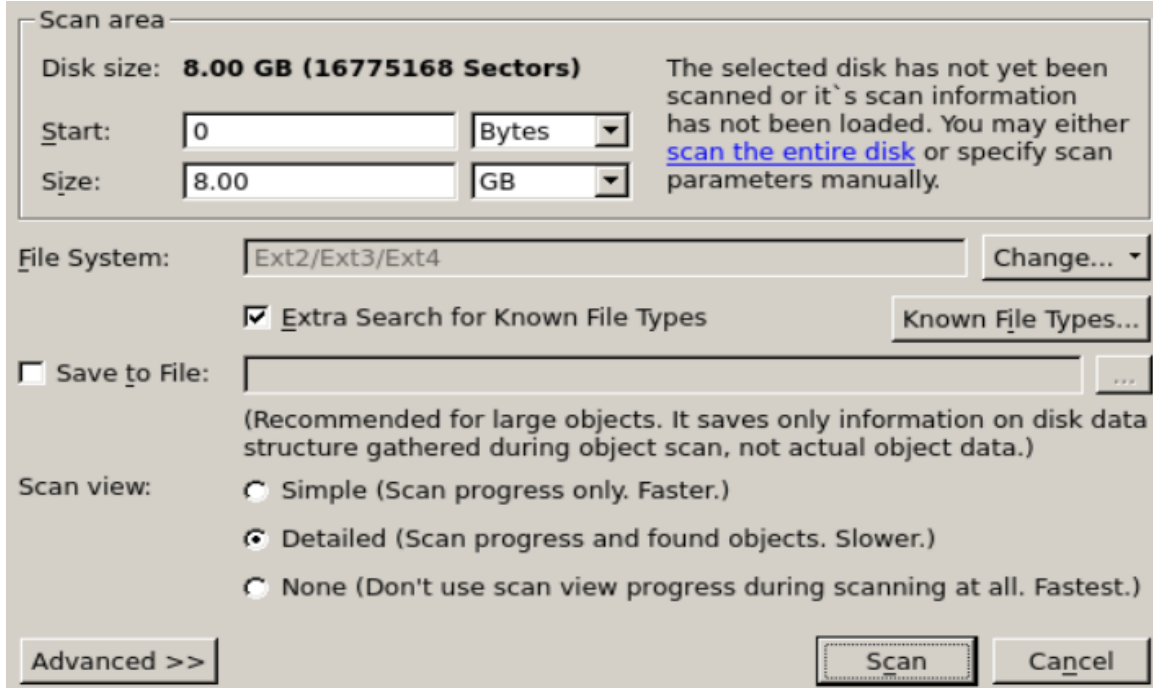 Scan area
Disk size: 8.00 GB (16775168 Sectors)
The selected disk has not yet been
scanned or it`s scan information
has not been loaded. You may either
scan the entire disk or specify scan
parameters manually.
Start: 0 Bytes
Size: 8.00 GB
File System: Ext2/Ext3/Ext4 Change...
Extra Search for Known File Types Known File Types...
Save to File: ...
(Recommended for large objects. It saves only information on disk data
structure gathered during object scan, not actual object data.)
Scan view: Simple (Scan progress only. Faster.)
Detailed (Scan progress and found objects. Slower.)
None (Don't use scan view progress during scanning at all. Fastest.)
Advanced >> Scan Cancel